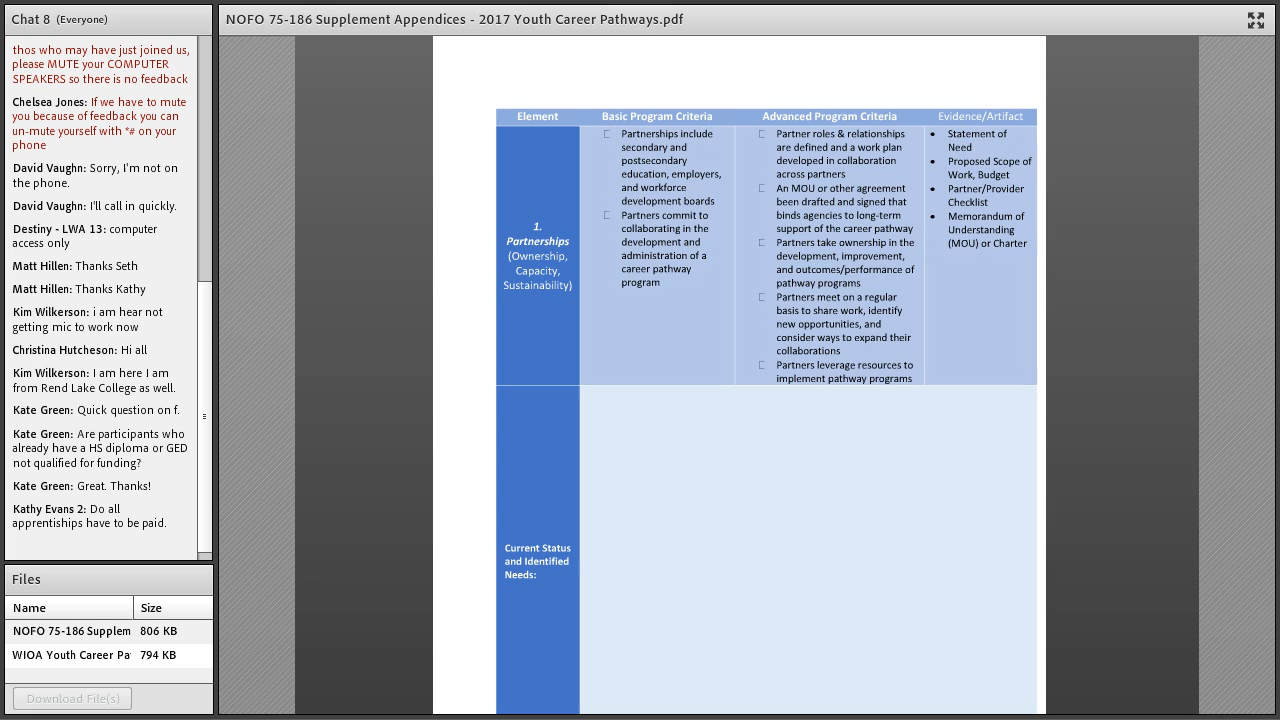 Chat 8 (Everyone)
thos who may have just joined us,
please MUTE your COMPUTER
SPEAKERS so there is no feedback
Chelsea Jones: If we have to mute
you because of feedback you can
un-mute yourself with *# on your
phone
David Vaughn: Sorry, I'm not on
the phone.
David Vaughn: I'll call in quickly.
Destiny - LWA 13: computer
access only
Matt Hillen: Thanks Seth
Matt Hillen: Thanks Kathy
Kim Wilkerson: i am hear not
getting mic to work now
Christina Hutcheson: Hi all
Kim Wilkerson: I am here I am
from Rend Lake College as well.
Kate Green: Quick question on f.
Kate Green: Are participants who
already have a HS diploma or GED
not qualified for funding?
Kate Green: Great. Thanks!
Kathy Evans 2: Do all
apprentiships have to be paid.
Files
Name Size
NOFO 75-186 Supplem 806 KB
WIOA Youth Career Pa 794 KB
Download File(s)
NOFO 75-186 Supplement Appendices - 2017 Youth Career Pathways.pdf
Element Basic Program Criteria Advanced Program Criteria Evidence/Artifact
1.
Partnerships
(Ownership,
Capacity,
Sustainability)
Partnerships include
secondary and
postsecondary
education, employers,
and workforce
development boards
Partners commit to
collaborating in the
development and
administration of a
career pathway
program
Partner roles & relationships
are defined and a work plan
developed in collaboration
across partners
An MOU or other agreement
been drafted and signed that
binds agencies to long-term
support of the career pathway
Partners take ownership in the
development, improvement,
and outcomes/performance of
pathway programs
Partners meet on a regular
basis to share work, identify
new opportunities, and
consider ways to expand their
collaborations
Partners leverage resources to
implement pathway programs
• Statement of
Need
• Proposed Scope of
Work, Budget
• Partner/Provider
Checklist
• Memorandum of
Understanding
(MOU) or Charter
Current Status
and Identified
Needs: